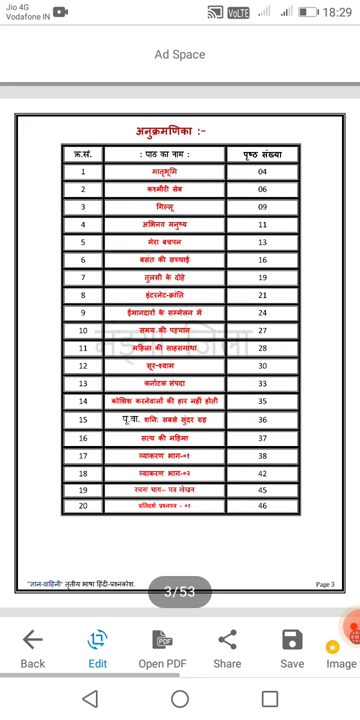 Jio 4G
Vodafone IN
VoLTE
18:29
Ad Space
अनुक्रमणिका :-
क्र.सं. : पाठ का नाम : पृष्ठ संख्या
1 मातृभूमि 04
2 कश्मीरी सेब 06
3 गिल्लू 09
4 अभिनव मनुष्य 11
5 मेरा बचपन 13
6 बसंत की सच्चाई 16
7 तुलसी के दोहे 19
8 इंटरनेट-क्रांति 21
9 ईमानदारों के सम्मेलन में 24
10 समय की पहचान 27
11 महिला की साहसगाथा 28
12 सूर-श्याम 30
13 कर्नाटक संपदा 33
14 कोशिश करनेवालों की हार नहीं होती 35
15 पू.वा. शनि: सबसे सुंदर ग्रह 36
16 सत्य की महिमा 37
17 व्याकरण भाग-०१ 38
18 व्याकरण भाग-०२ 42
19 रचना भाग- पत्र लेखन 45
20 प्रतिदर्श प्रश्नपत्र - ०१ 46
"ज्ञान-वाहिनी" तृतीय भाषा हिंदी-प्रश्नकोश. Page 3
3/53
Back Edit Open PDF Share Save Image